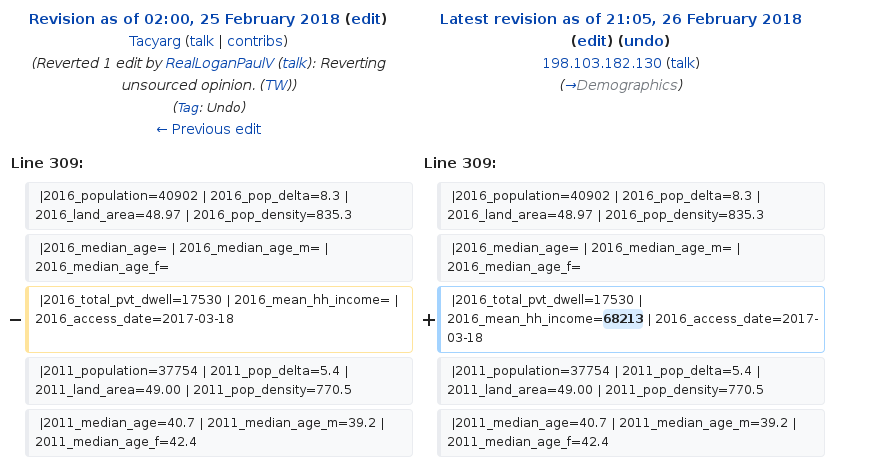 Revision as of 02:00, 25 February 2018 (edit)
Tacyarg (talk | contribs)
(Reverted 1 edit by RealLoganPaulV (talk): Reverting
unsourced opinion. (TW))
(Tag: Undo)
← Previous edit
Latest revision as of 21:05, 26 February 2018
(edit) (undo)
198.103.182.130 (talk)
(→Demographics)
Line 309:
Line 309:
|2016_population=40902 | 2016_pop_delta=8.3 |
2016_land_area=48.97 | 2016_pop_density=835.3
|2016_population=40902 | 2016_pop_delta=8.3 |
2016_land_area=48.97 | 2016_pop_density=835.3
|2016_median_age= | 2016_median_age_m= |
2016_median_age_f=
|2016_median_age= | 2016_median_age_m= |
2016_median_age_f=
− |2016_total_pvt_dwell=17530 | 2016_mean_hh_income= |
2016_access_date=2017-03-18
+ |2016_total_pvt_dwell=17530 |
2016_mean_hh_income=68213 | 2016_access_date=2017-
03-18
|2011_population=37754 | 2011_pop_delta=5.4 |
2011_land_area=49.00 | 2011_pop_density=770.5
|2011_population=37754 | 2011_pop_delta=5.4 |
2011_land_area=49.00 | 2011_pop_density=770.5
|2011_median_age=40.7 | 2011_median_age_m=39.2 |
2011_median_age_f=42.4
|2011_median_age=40.7 | 2011_median_age_m=39.2 |
2011_median_age_f=42.4